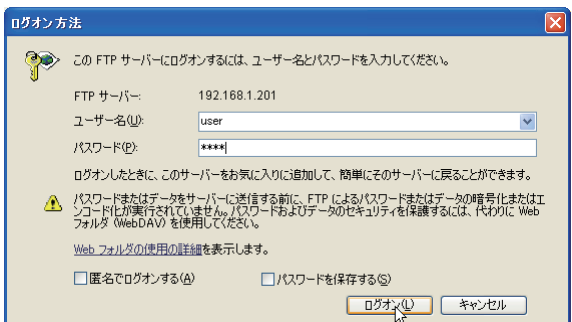 ログオン方法
この FTP サーバーにログオンするには、ユーザー名とパスワードを入力してください。
FTP サーバー: 192.168.1.201
ユーザー名(U): user
パスワード(P): ****
ログオンしたときに、このサーバーをお気に入りに追加して、簡単にそのサーバーに戻ることができます。
パスワードまたはデータをサーバーに送信する前に、FTP によるパスワードまたはデータの暗号化またはエ
ンコード化が実行されていません。パスワードおよびデータのセキュリティを保護するには、代わりに Web
フォルダ (WebDAV) を使用してください。
Web フォルダの使用の詳細を表示します。
匿名でログオンする(A) パスワードを保存する(S)
ログオン(L) キャンセル